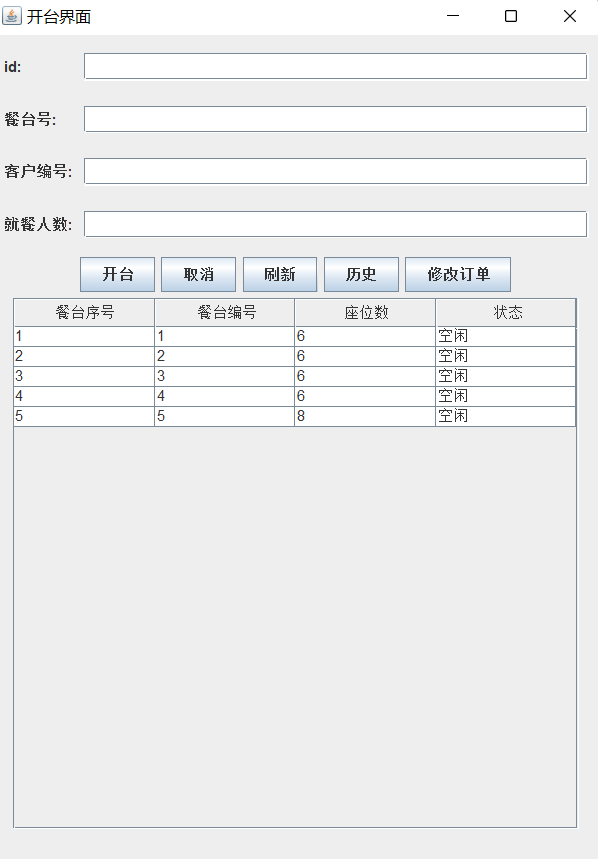 开台界面
id:
餐台号:
客户编号:
就餐人数:
开台 取消 刷新 历史 修改订单
餐台序号 餐台编号 座位数 状态
1 1 6 空闲
2 2 6 空闲
3 3 6 空闲
4 4 6 空闲
5 5 8 空闲